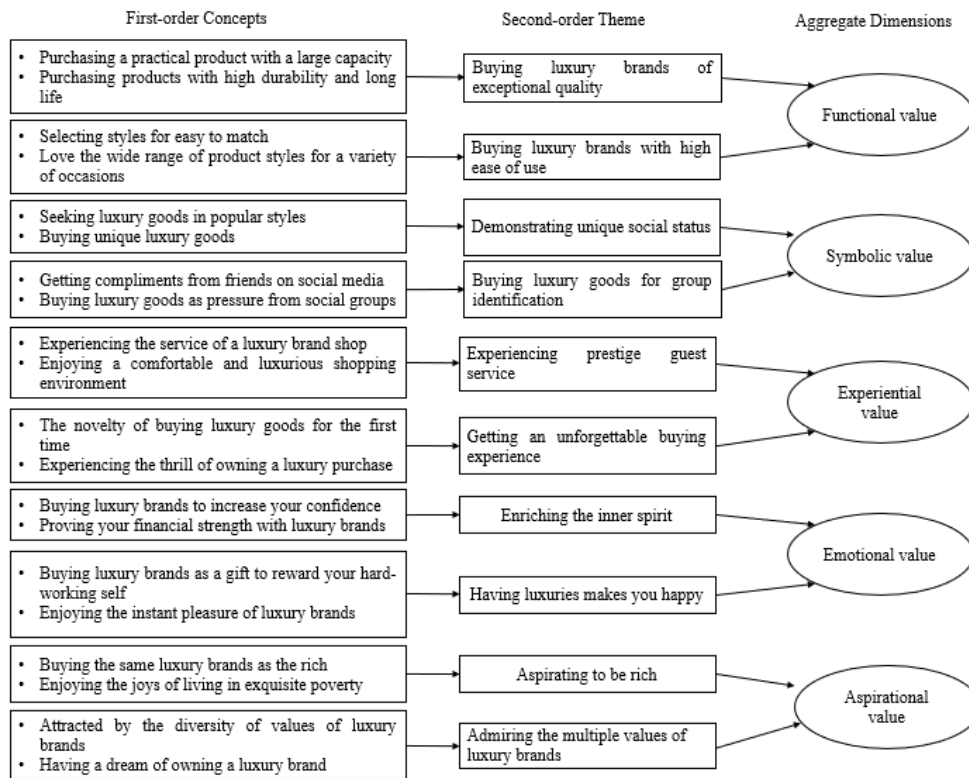 First-order Concepts
Second-order Theme
Aggregate Dimensions
• Purchasing a practical product with a large capacity
• Purchasing products with high durability and long
life
Buying luxury brands of
exceptional quality
Functional value
• Selecting styles for easy to match
• Love the wide range of product styles for a variety
of occasions
Buying luxury brands with high
ease of use
• Seeking luxury goods in popular styles
• Buying unique luxury goods
Demonstrating unique social status
Symbolic value
• Getting compliments from friends on social media
• Buying luxury goods as pressure from social groups
Buying luxury goods for group
identification
• Experiencing the service of a luxury brand shop
• Enjoying a comfortable and luxurious shopping
environment
Experiencing prestige guest
service
Experiential
value
• The novelty of buying luxury goods for the first
time
• Experiencing the thrill of owning a luxury purchase
Getting an unforgettable buying
experience
• Buying luxury brands to increase your confidence
• Proving your financial strength with luxury brands
Enriching the inner spirit
Emotional value
• Buying luxury brands as a gift to reward your hard-
working self
• Enjoying the instant pleasure of luxury brands
Having luxuries makes you happy
• Buying the same luxury brands as the rich
• Enjoying the joys of living in exquisite poverty
Aspirating to be rich
Aspirational
value
• Attracted by the diversity of values of luxury
brands
• Having a dream of owning a luxury brand
Admiring the multiple values of
luxury brands